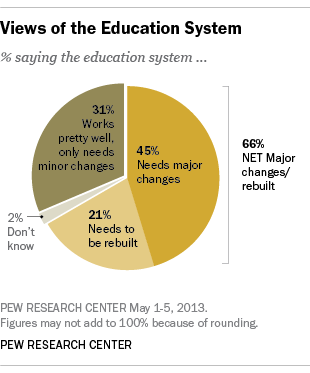 Views of the Education System
% saying the education system ...
31%
Works
pretty well,
only needs
minor changes
45%
Needs major
changes
66%
NET Major
changes/
rebuilt
21%
Needs to
be rebuilt
2%
Don't
know
PEW RESEARCH CENTER May 1-5, 2013.
Figures may not add to 100% because of rounding.
PEW RESEARCH CENTER